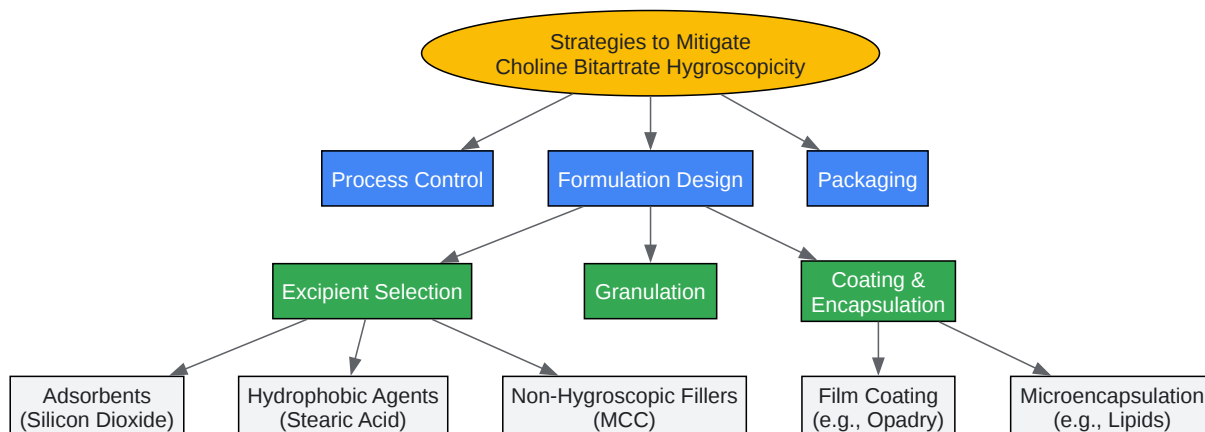 Strategies to Mitigate
Choline Bitartrate Hygroscopicity
Process Control
Formulation Design
Packaging
Excipient Selection
Granulation
Coating &
Encapsulation
Adsorbents
(Silicon Dioxide)
Hydrophobic Agents
(Stearic Acid)
Non-Hygroscopic Fillers
(MCC)
Film Coating
(e.g., Opadry)
Microencapsulation
(e.g., Lipids)